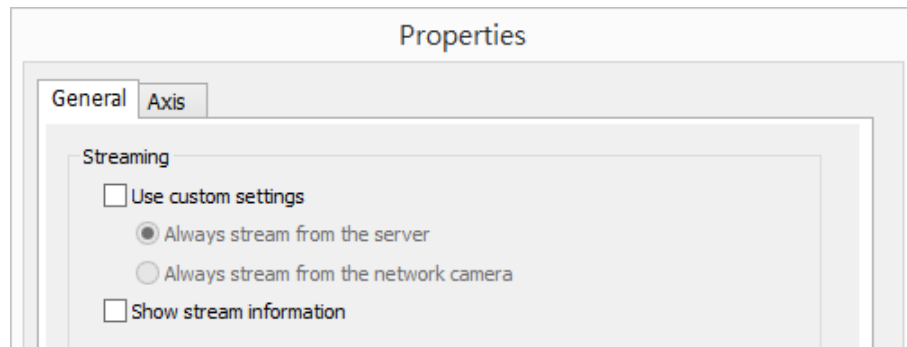 Properties
General Axis
Streaming
Use custom settings
Always stream from the server
Always stream from the network camera
Show stream information